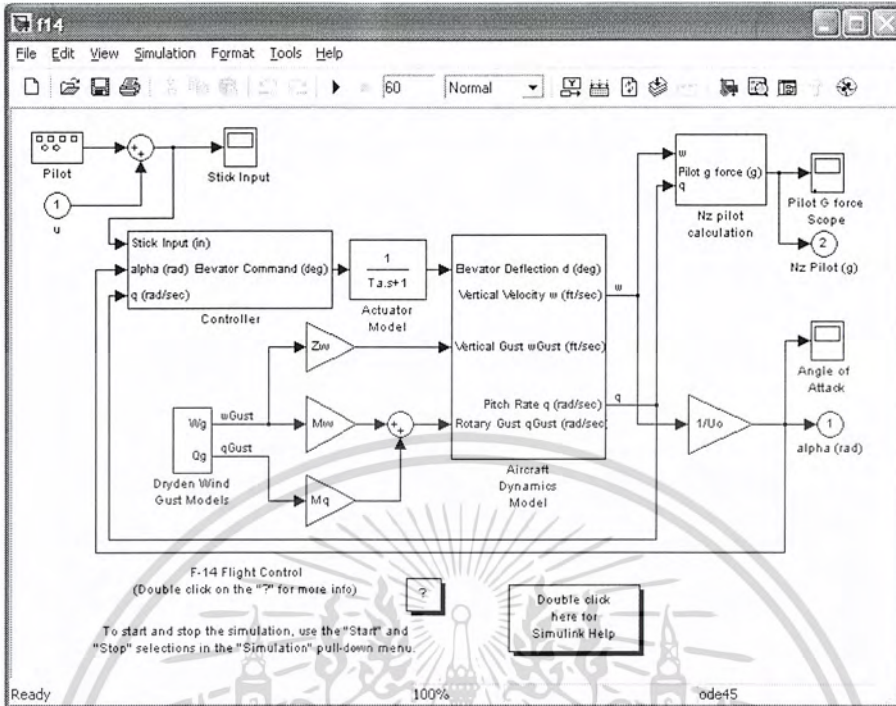 f14
File Edit View Simulation Format Tools Help
60 Normal
Pilot
Stick Input
1
u
w
Pilot g force (g)
q
Nz pilot
calculation
Pilot G force
Scope
2
Nz Pilot (g)
Stick Input (in)
alpha (rad) Elevator Command (deg)
q (rad/sec)
Controller
1
Ta.s+1
Actuator
Model
Elevator Deflection d (deg)
Vertical Velocity w (ft/sec)
Vertical Gust wGust (ft/sec)
Pitch Rate q (rad/sec)
Rotary Gust qGust (rad/sec)
Aircraft
Dynamics
Model
w
q
Zw
Mw
Mq
Wg
Qg
wGust
qGust
Dryden Wind
Gust Models
1/Uo
Angle of
Attack
1
alpha (rad)
F-14 Flight Control
(Double click on the "?" for more info)
?
To start and stop the simulation, use the "Start" and
"Stop" selections in the "Simulation" pull-down menu.
Double click
here for
Simulink Help
Ready 100% ode45